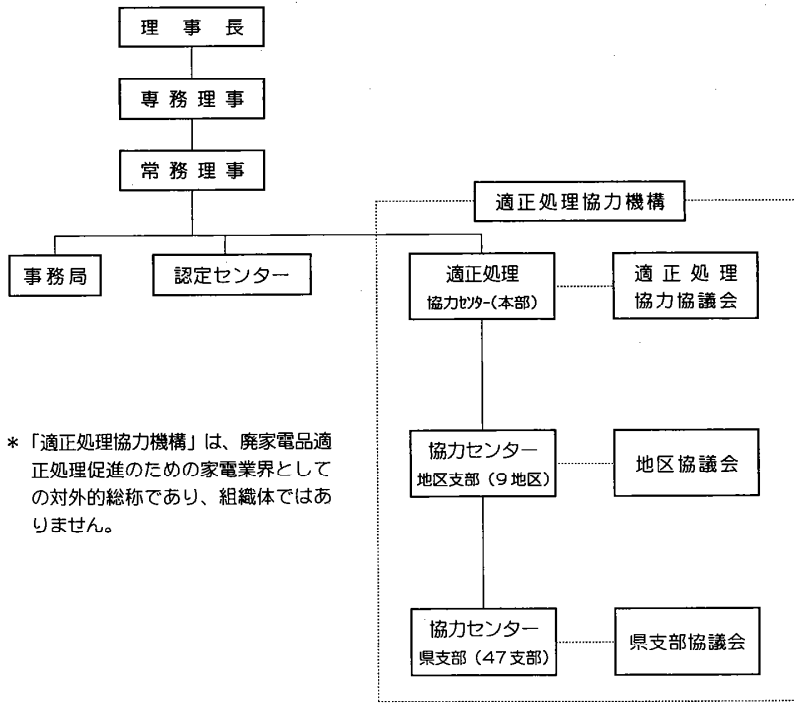 理事長
専務理事
常務理事
適正処理協力機構
事務局
認定センター
適正処理
協力センター(本部)
適正処理
協力協議会
協力センター
地区支部(9地区)
地区協議会
協力センター
県支部(47支部)
県支部協議会
*「適正処理協力機構」は、廃家電品適
正処理促進のための家電業界として
の対外的総称であり、組織体ではあ
りません。